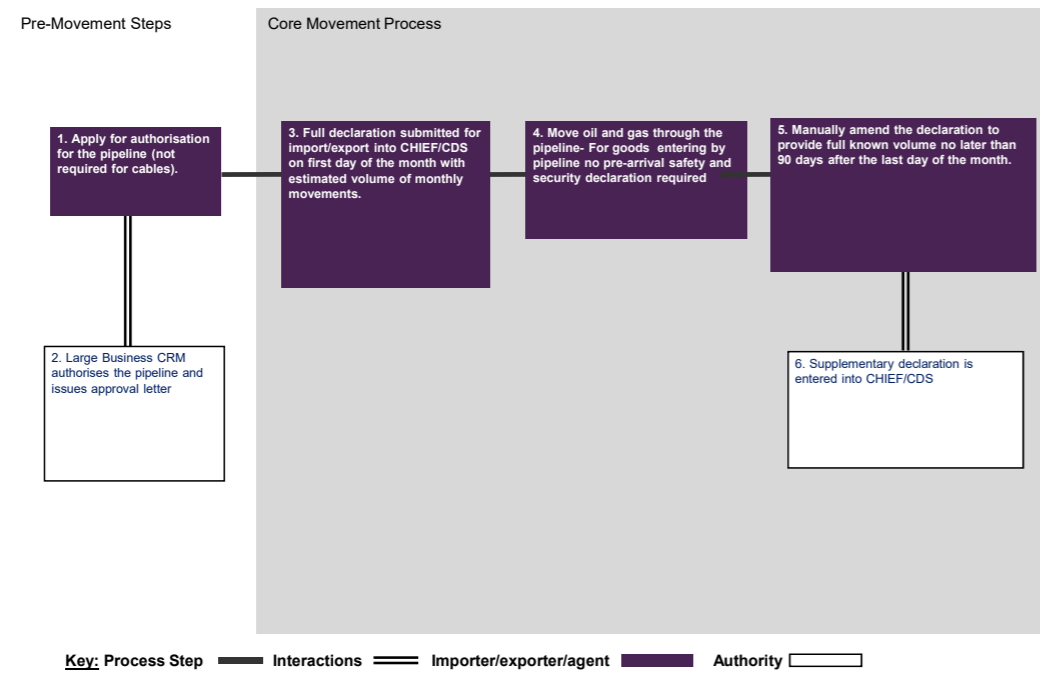 Pre-Movement Steps
Core Movement Process
1. Apply for authorisation
for the pipeline (not
required for cables).
3. Full declaration submitted for
import/export into CHIEF/CDS
on first day of the month with
estimated volume of monthly
movements.
4. Move oil and gas through the
pipeline- For goods entering by
pipeline no pre-arrival safety and
security declaration required
5. Manually amend the declaration to
provide full known volume no later than
90 days after the last day of the month.
2. Large Business CRM
authorises the pipeline and
issues approval letter
6. Supplementary declaration is
entered into CHIEF/CDS
Key: Process Step Interactions Importer/exporter/agent Authority